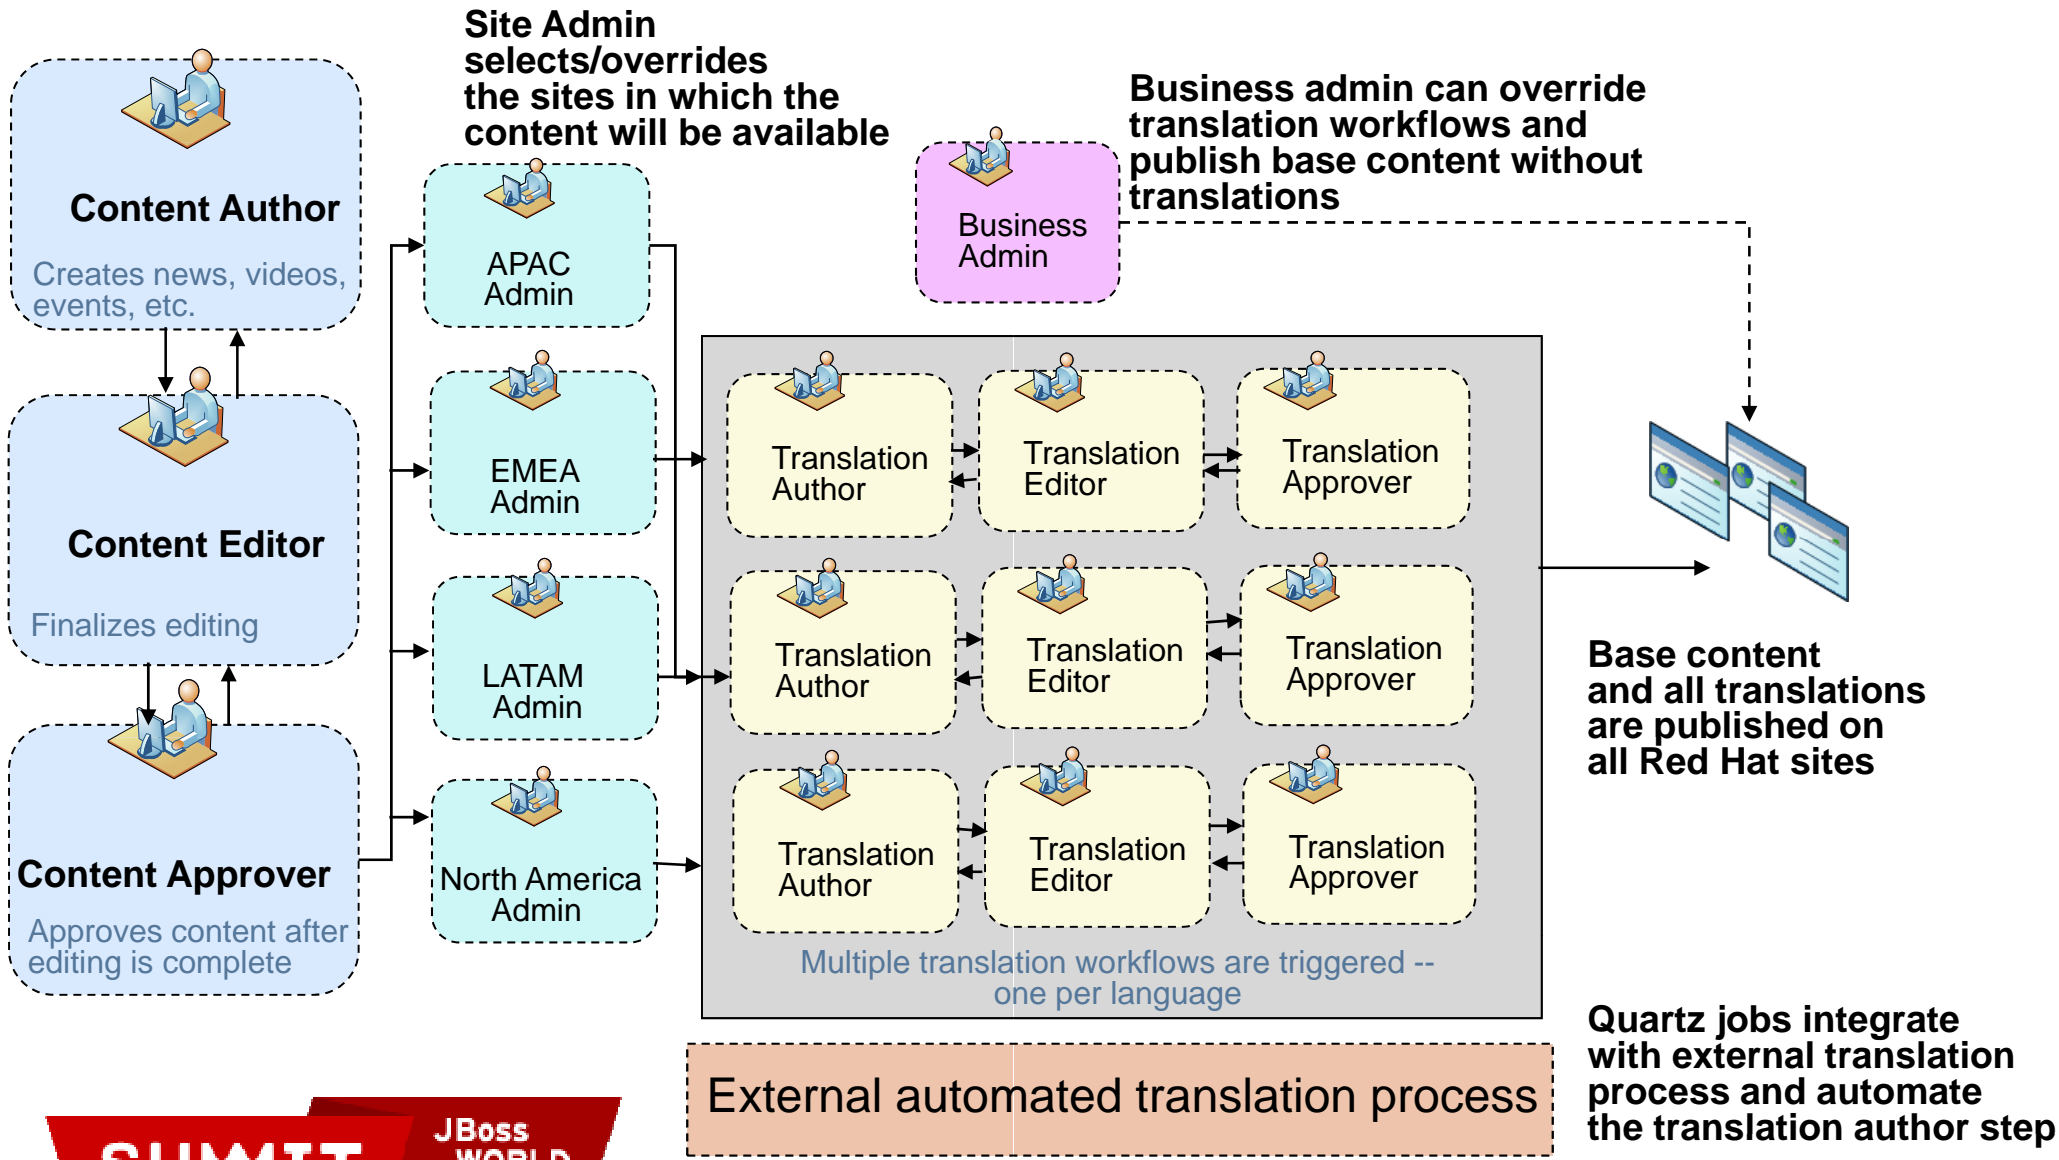 Site Admin
selects/overrides
the sites in which the
content will be available
Business admin can override
translation workflows and
publish base content without
translations
Content Author
Creates news, videos,
events, etc.
Content Editor
Finalizes editing
Content Approver
Approves content after
editing is complete
APAC
Admin
EMEA
Admin
LATAM
Admin
North America
Admin
Business
Admin
Translation
Author
Translation
Editor
Translation
Approver
Translation
Author
Translation
Editor
Translation
Approver
Translation
Author
Translation
Editor
Translation
Approver
Multiple translation workflows are triggered --
one per language
Base content
and all translations
are published on
all Red Hat sites
External automated translation process
Quartz jobs integrate
with external translation
process and automate
the translation author step
SUMMIT
JBoss
WORLD